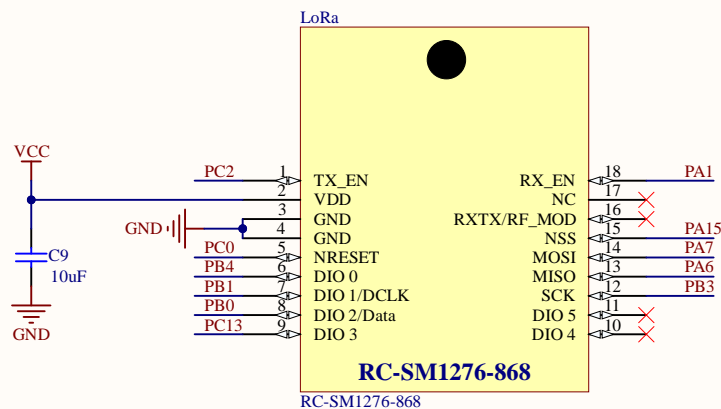 LoRa
VCC
PC2 1 TX_EN RX_EN 18 PA1
2 VDD NC 17
3 GND RXTX/RF_MOD 16
GND 4 GND NSS 15 PA15
PC0 5 NRESET MOSI 14 PA7
C9 PB4 6 DIO 0 MISO 13 PA6
10uF PB1 7 DIO 1/DCLK SCK 12 PB3
PB0 8 DIO 2/Data DIO 5 11
GND PC13 9 DIO 3 DIO 4 10
RC-SM1276-868
RC-SM1276-868